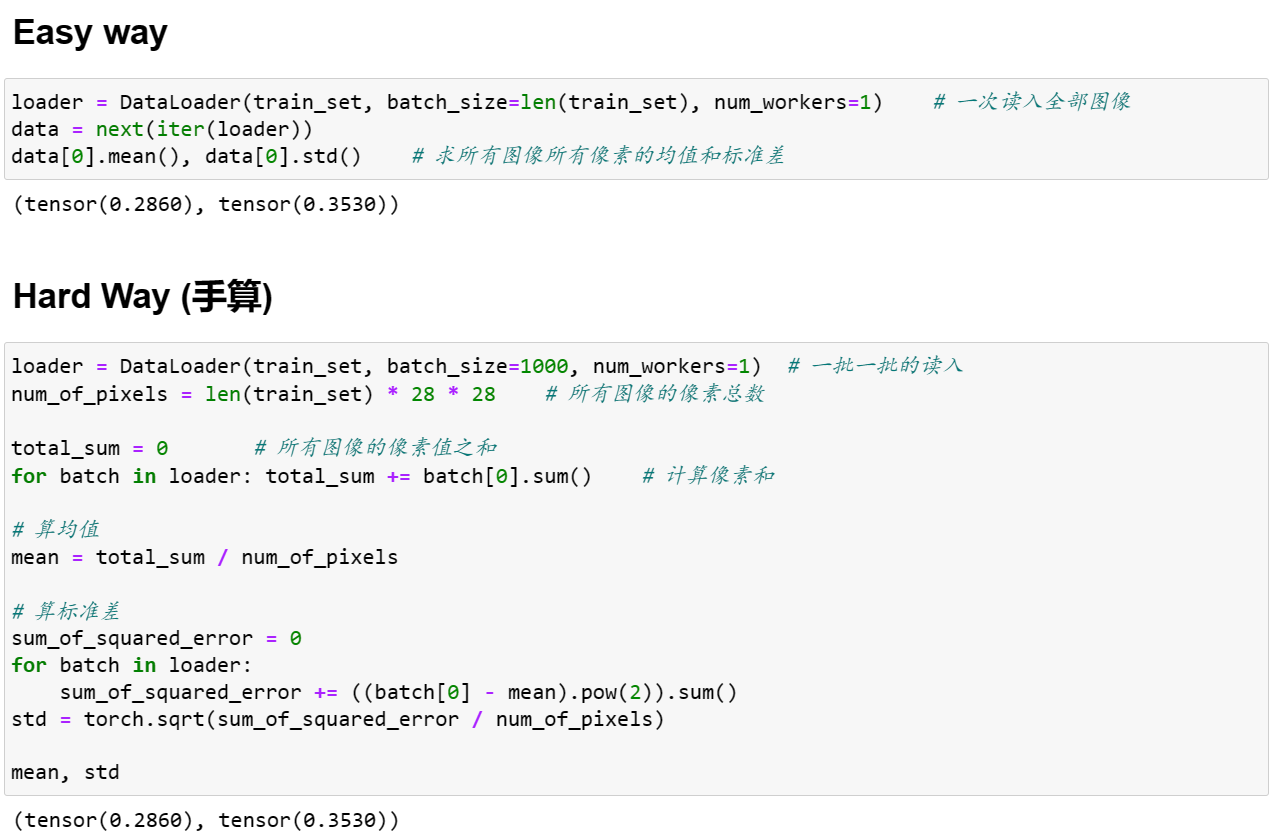 Easy way
loader = DataLoader(train_set, batch_size=len(train_set), num_workers=1)    # 一次读入全部图像
data = next(iter(loader))
data[0].mean(), data[0].std()    # 求所有图像所有像素的均值和标准差
(tensor(0.2860), tensor(0.3530))
Hard Way (手算)
loader = DataLoader(train_set, batch_size=1000, num_workers=1)  # 一批一批的读入
num_of_pixels = len(train_set) * 28 * 28    # 所有图像的像素总数
total_sum = 0       # 所有图像的像素值之和
for batch in loader: total_sum += batch[0].sum()    # 计算像素和
# 算均值
mean = total_sum / num_of_pixels
# 算标准差
sum_of_squared_error = 0
for batch in loader:
    sum_of_squared_error += ((batch[0] - mean).pow(2)).sum()
std = torch.sqrt(sum_of_squared_error / num_of_pixels)
mean, std
(tensor(0.2860), tensor(0.3530))